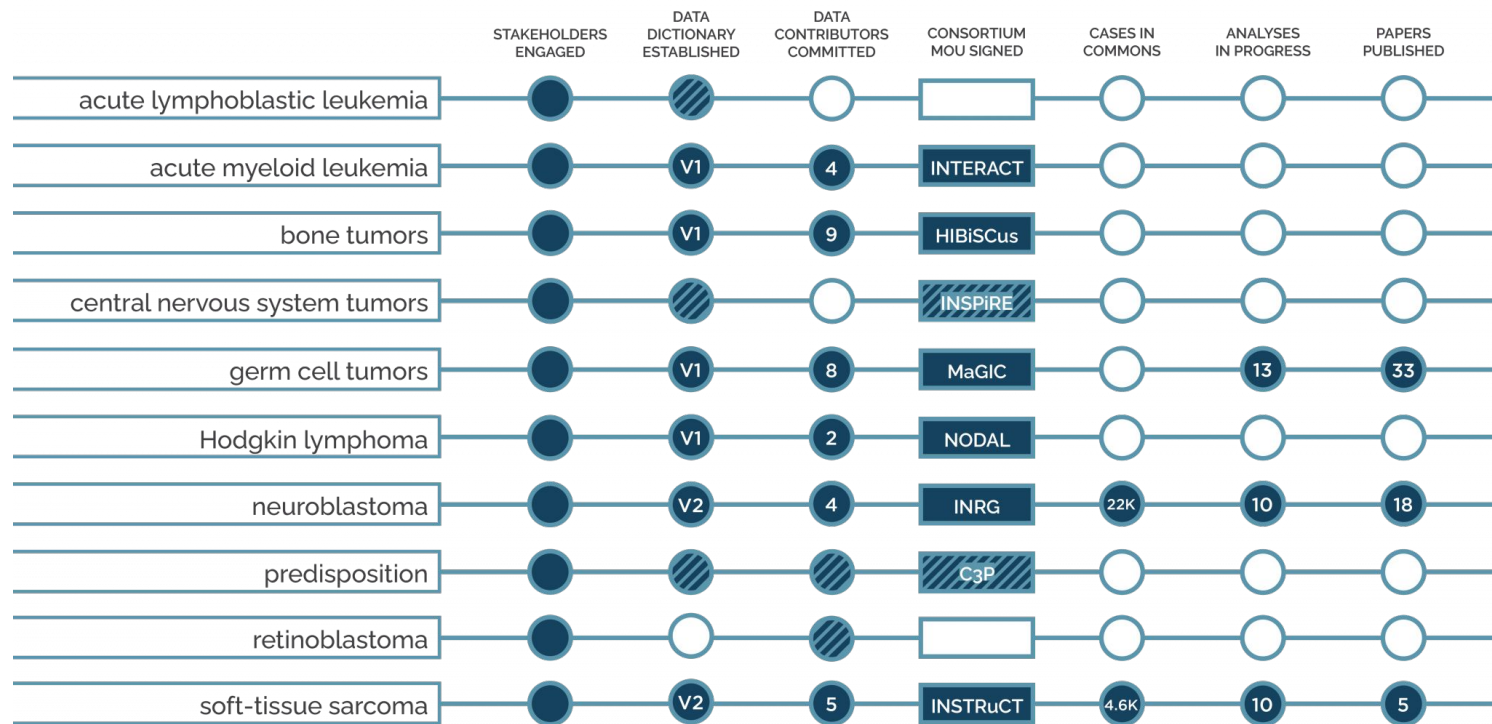 STAKEHOLDERS ENGAGED
DATA DICTIONARY ESTABLISHED
DATA CONTRIBUTORS COMMITTED
CONSORTIUM MOU SIGNED
CASES IN COMMONS
ANALYSES IN PROGRESS
PAPERS PUBLISHED
acute lymphoblastic leukemia
acute myeloid leukemia V1 4 INTERACT
bone tumors V1 9 HIBiSCus
central nervous system tumors INSPiRE
germ cell tumors V1 8 MaGIC 13 33
Hodgkin lymphoma V1 2 NODAL
neuroblastoma V2 4 INRG 22K 10 18
predisposition C3P
retinoblastoma
soft-tissue sarcoma V2 5 INSTRuCT 4.6K 10 5